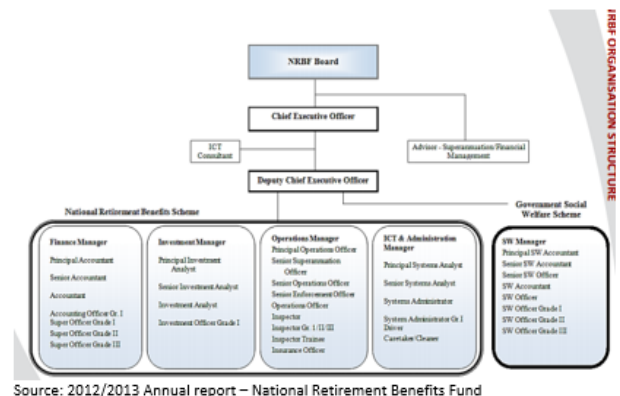 NRBF ORGANISATION STRUCTURE
NRBF Board
Chief Executive Officer
ICT
Consultant
Adviser - Superannuation/Financial
Management
Deputy Chief Executive Officer
National Retirement Benefits Scheme
Government Social
Welfare Scheme
Finance Manager
Principal Accountant
Senior Accountant
Accountant
Accounting Officer Gr. I
Super Officer Grade I
Super Officer Grade II
Super Officer Grade III
Investment Manager
Principal Investment
Analyst
Senior Investment Analyst
Investment Analyst
Investment Officer Grade I
Operations Manager
Principal Operations Officer
Senior Superannuation
Officer
Senior Operations Officer
Senior Enforcement Officer
Operations Officer
Inspector
Inspector Gr. I/II/III
Inspector Trainee
Insurance Officer
ICT & Administration
Manager
Principal Systems Analyst
Senior Systems Analyst
Systems Administrator
System Administrator Gr I
Driver
Caretaker/Cleaner
SW Manager
Principal SW Accountant
Senior SW Accountant
Senior SW Officer
SW Accountant
SW Officer
SW Officer Grade I
SW Officer Grade II
SW Officer Grade III
Source: 2012/2013 Annual report – National Retirement Benefits Fund